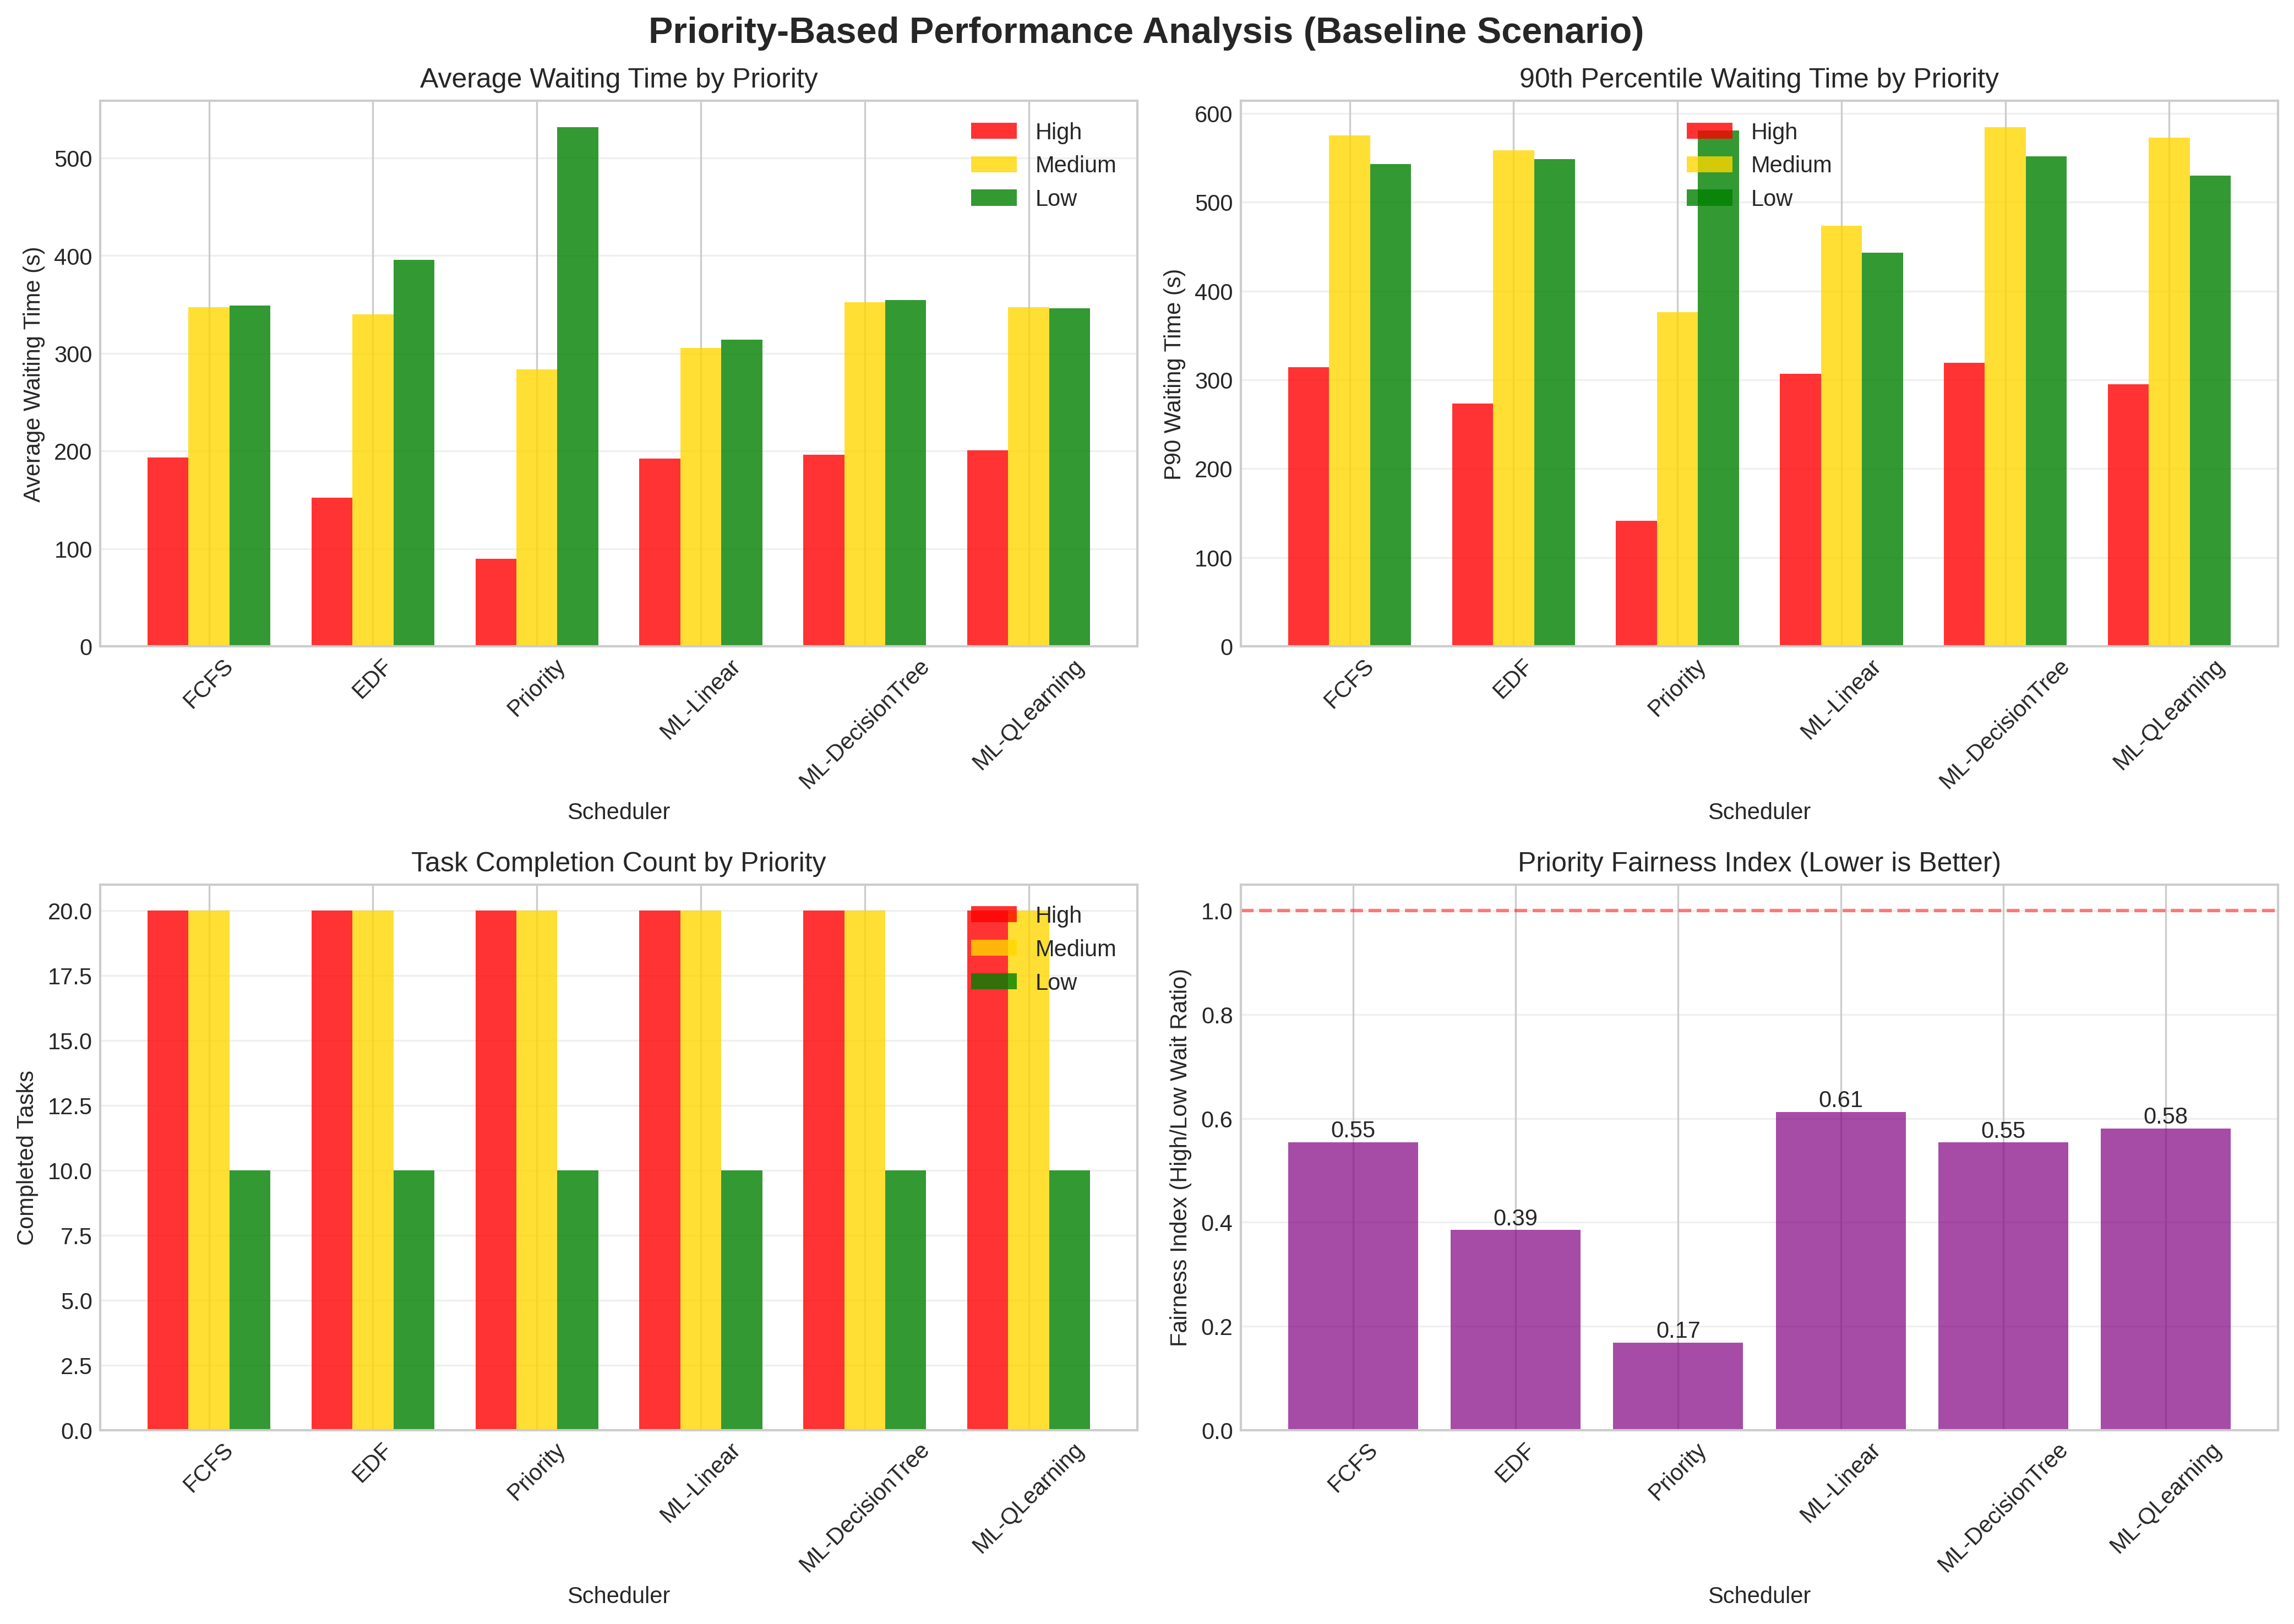 Priority-Based Performance Analysis (Baseline Scenario)
Average Waiting Time by Priority
Average Waiting Time (s)
500
400
300
200
100
0
High
Medium
Low
FCFS
EDF
Priority
ML-Linear
ML-DecisionTree
ML-QLearning
Scheduler
90th Percentile Waiting Time by Priority
P90 Waiting Time (s)
600
500
400
300
200
100
0
High
Medium
Low
FCFS
EDF
Priority
ML-Linear
ML-DecisionTree
ML-QLearning
Scheduler
Task Completion Count by Priority
Completed Tasks
20.0
17.5
15.0
12.5
10.0
7.5
5.0
2.5
0.0
High
Medium
Low
FCFS
EDF
Priority
ML-Linear
ML-DecisionTree
ML-QLearning
Scheduler
Priority Fairness Index (Lower is Better)
Fairness Index (High/Low Wait Ratio)
1.0
0.8
0.6
0.4
0.2
0.0
0.55
0.39
0.17
0.61
0.55
0.58
FCFS
EDF
Priority
ML-Linear
ML-DecisionTree
ML-QLearning
Scheduler